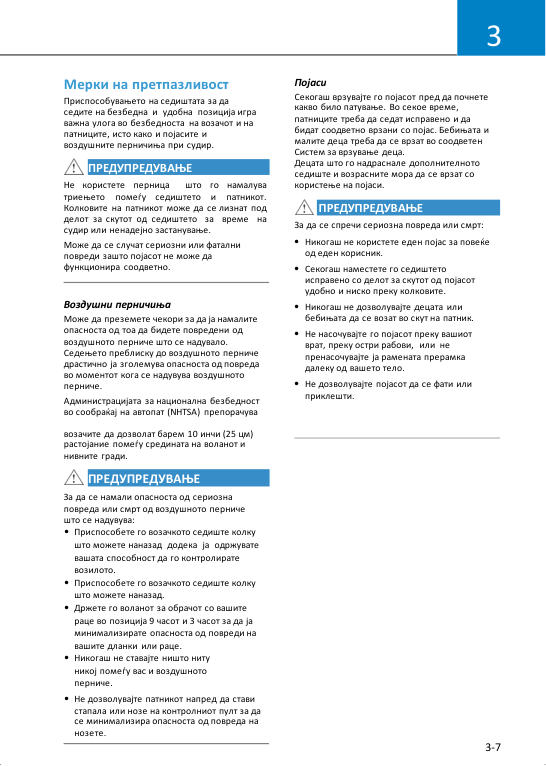 3
Мерки на претпазливост
Приспособувањето на седиштата за да
седите на безбедна и удобна позиција игра
важна улога во безбедноста на возачот и на
патниците, исто како и појасите и
воздушните перничиња при судир.
ПРЕДУПРЕДУВАЊЕ
Не користете перница што го намалува
триењето помеѓу седиштето и патникот.
Колковите на патникот може да се лизнат под
делот за скутот од седиштето за време на
судир или ненадејно застанување.
Може да се случат сериозни или фатални
повреди зашто појасот не може да
функционира соодветно.
Воздушни перничиња
Може да преземете чекори за да ја намалите
опасноста од тоа да бидете повредени од
воздушното перниче што се надувало.
Седењето преблиску до воздушното перниче
драстично ја зголемува опасноста од повреда
во моментот кога се надувува воздушното
перниче.
Администрацијата за национална безбедност
во сообраќај на автопат (NHTSA) препорачува
возачите да дозволат барем 10 инчи (25 цм)
растојание помеѓу средината на воланот и
нивните гради.
ПРЕДУПРЕДУВАЊЕ
За да се намали опасноста од сериозна
повреда или смрт од воздушното перниче
што се надувува:
• Приспособете го возачкото седиште колку
што можете наназад додека ја одржувате
вашата способност да го контролирате
возилото.
• Приспособете го возачкото седиште колку
што можете наназад.
• Држете го воланот за обрачот со вашите
раце во позиција 9 часот и 3 часот за да ја
минимализирате опасноста од повреди на
вашите дланки или раце.
• Никогаш не ставајте ништо ниту
никој помеѓу вас и воздушното
перниче.
• Не дозволувајте патникот напред да стави
стапала или нозе на контролниот пулт за да
се минимализира опасноста од повреда на
нозете.
Појаси
Секогаш врзувајте го појасот пред да почнете
какво било патување. Во секое време,
патниците треба да седат исправено и да
бидат соодветно врзани со појас. Бебињата и
малите деца треба да се врзат во соодветен
Систем за врзување деца.
Децата што го надраснале дополнителното
седиште и возрасните мора да се врзат со
користење на појаси.
ПРЕДУПРЕДУВАЊЕ
За да се спречи сериозна повреда или смрт:
• Никогаш не користете еден појас за повеќе
од еден корисник.
• Секогаш наместете го седиштето
исправено со делот за скутот од појасот
удобно и ниско преку колковите.
• Никогаш не дозволувајте децата или
бебињата да се возат во скут на патник.
• Не насочувајте го појасот преку вашиот
врат, преку остри рабови, или не
пренасочувајте ја рамената прерамка
далеку од вашето тело.
• Не дозволувајте појасот да се фати или
приклешти.
3-7